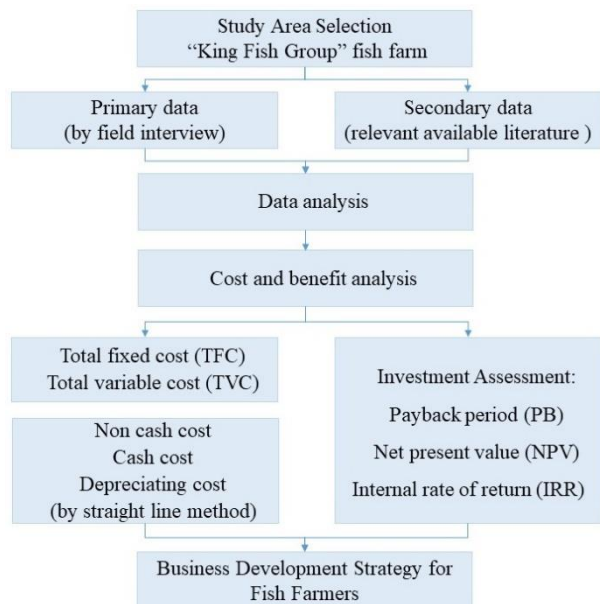 Study Area Selection
“King Fish Group” fish farm
Primary data
(by field interview)
Secondary data
(relevant available literature )
Data analysis
Cost and benefit analysis
Total fixed cost (TFC)
Total variable cost (TVC)
Non cash cost
Cash cost
Depreciating cost
(by straight line method)
Investment Assessment:
Payback period (PB)
Net present value (NPV)
Internal rate of return (IRR)
Business Development Strategy for
Fish Farmers